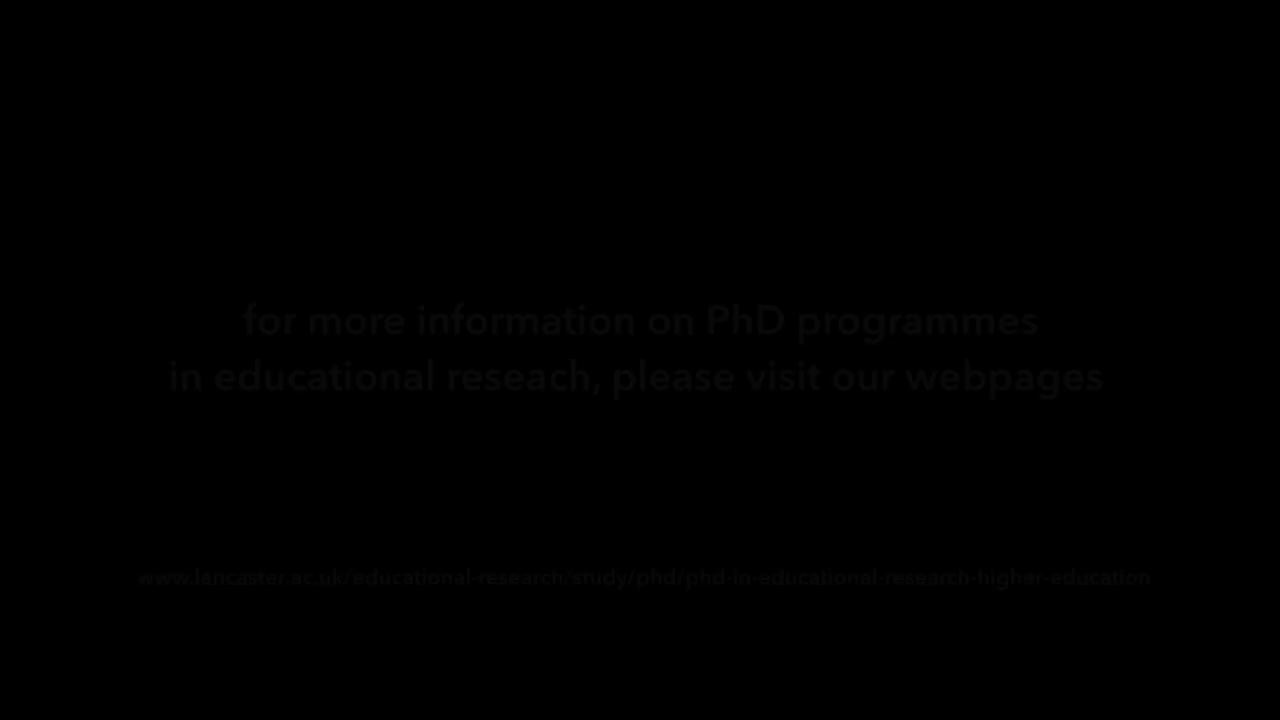 for more information on PhD programmes
in educational reseach, please visit our webpages
www.lancaster.ac.uk/educational-research/study/phd/phd-in-educational-research-higher-education